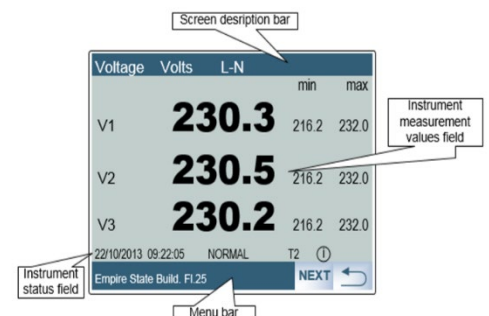 Screen desription bar
Voltage Volts L-N
min max
V1 230.3 216.2 232.0
Instrument
measurement
values field
V2 230.5 216.2 232.0
V3 230.2 216.2 232.0
22/10/2013 09:22:05 NORMAL T2
Instrument
status field
Empire State Build. Fl.25 NEXT
Menu bar